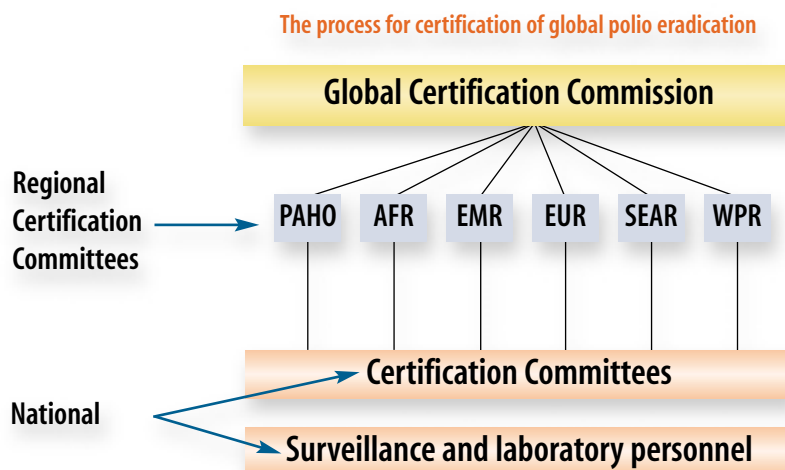 The process for certification of global polio eradication
Global Certification Commission
Regional
Certification
Committees
PAHO AFR EMR EUR SEAR WPR
Certification Committees
National
Surveillance and laboratory personnel